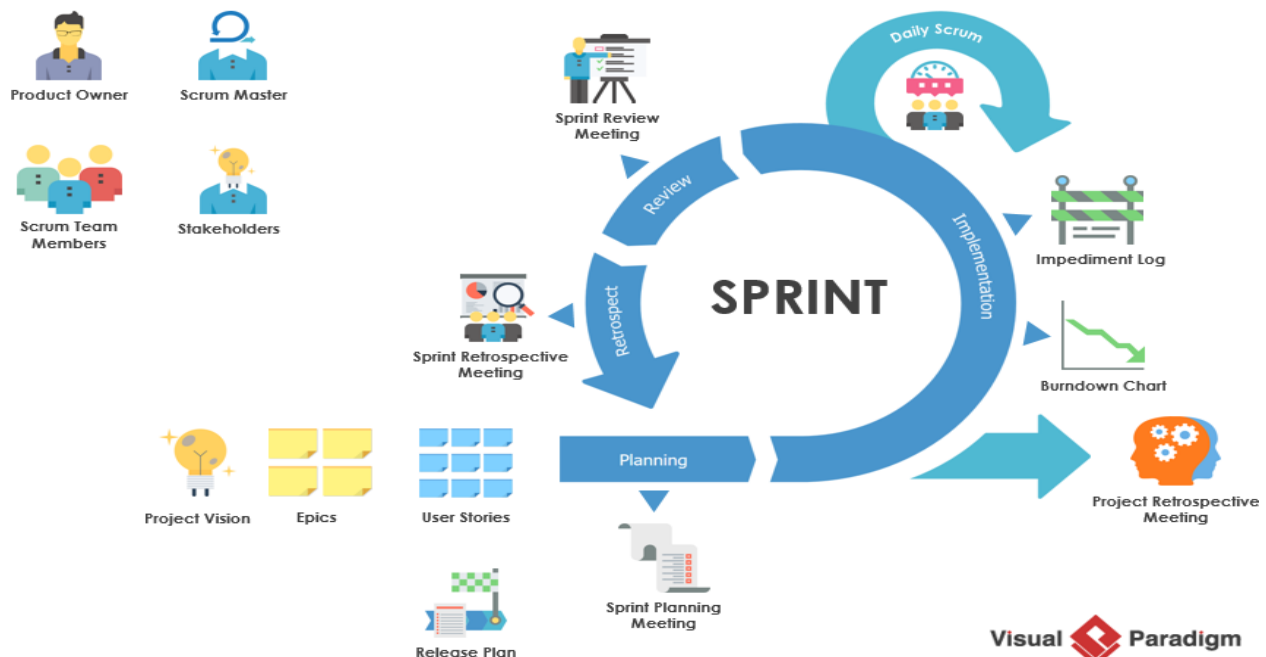 Product Owner
Scrum Master
Scrum Team
Members
Stakeholders
Sprint Review
Meeting
Daily Scrum
Review
Implementation
Impediment Log
SPRINT
Retrospect
Sprint Retrospective
Meeting
Burndown Chart
Planning
Project Vision
Epics
User Stories
Project Retrospective
Meeting
Sprint Planning
Meeting
Release Plan
Visual Paradigm